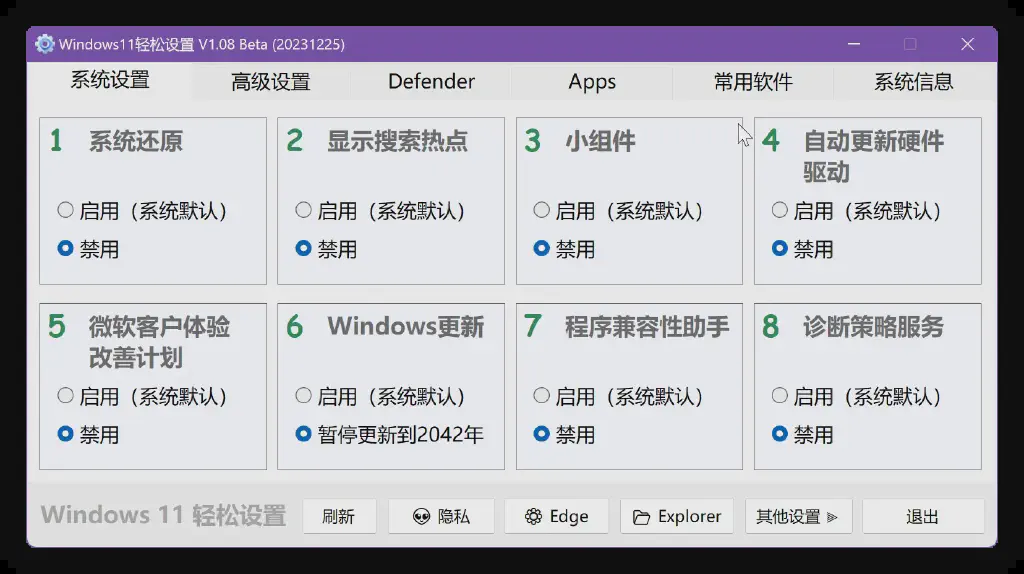 Windows11轻松设置 V1.08 Beta (20231225)
系统设置 高级设置 Defender Apps 常用软件 系统信息
1 系统还原
启用（系统默认）
禁用
2 显示搜索热点
启用（系统默认）
禁用
3 小组件
启用（系统默认）
禁用
4 自动更新硬件
驱动
启用（系统默认）
禁用
5 微软客户体验
改善计划
启用（系统默认）
禁用
6 Windows更新
启用（系统默认）
暂停更新到2042年
7 程序兼容性助手
启用（系统默认）
禁用
8 诊断策略服务
启用（系统默认）
禁用
Windows 11 轻松设置 刷新 隐私 Edge Explorer 其他设置 退出